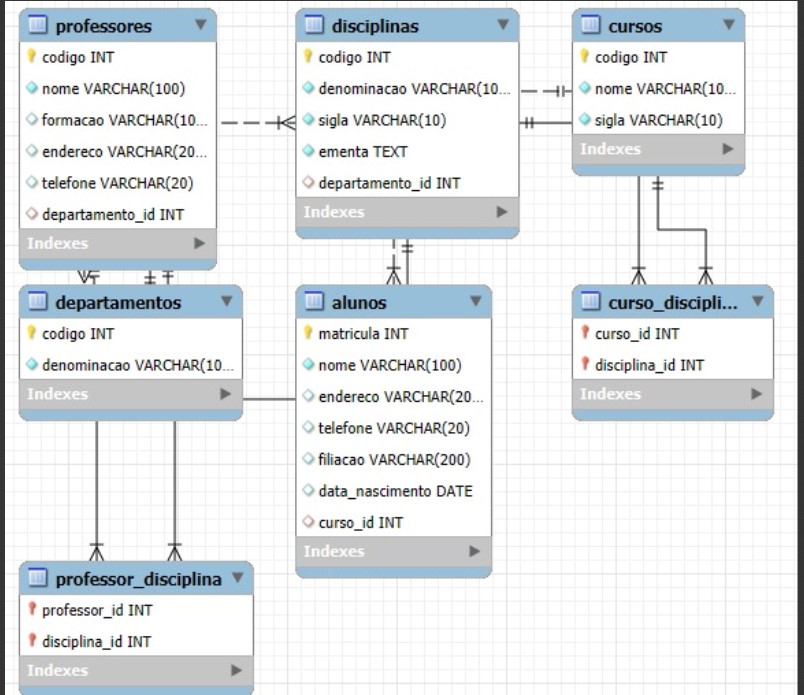 professores
codigo INT
nome VARCHAR(100)
formacao VARCHAR(10...
endereco VARCHAR(20...
telefone VARCHAR(20)
departamento_id INT
Indexes
disciplinas
codigo INT
denominacao VARCHAR(10...
sigla VARCHAR(10)
ementa TEXT
departamento_id INT
Indexes
cursos
codigo INT
nome VARCHAR(10...
sigla VARCHAR(10)
Indexes
departamentos
codigo INT
denominacao VARCHAR(10...
Indexes
alunos
matricula INT
nome VARCHAR(100)
endereco VARCHAR(20...
telefone VARCHAR(20)
filiacao VARCHAR(200)
data_nascimento DATE
curso_id INT
Indexes
curso_discipli...
curso_id INT
disciplina_id INT
Indexes
professor_disciplina
professor_id INT
disciplina_id INT
Indexes